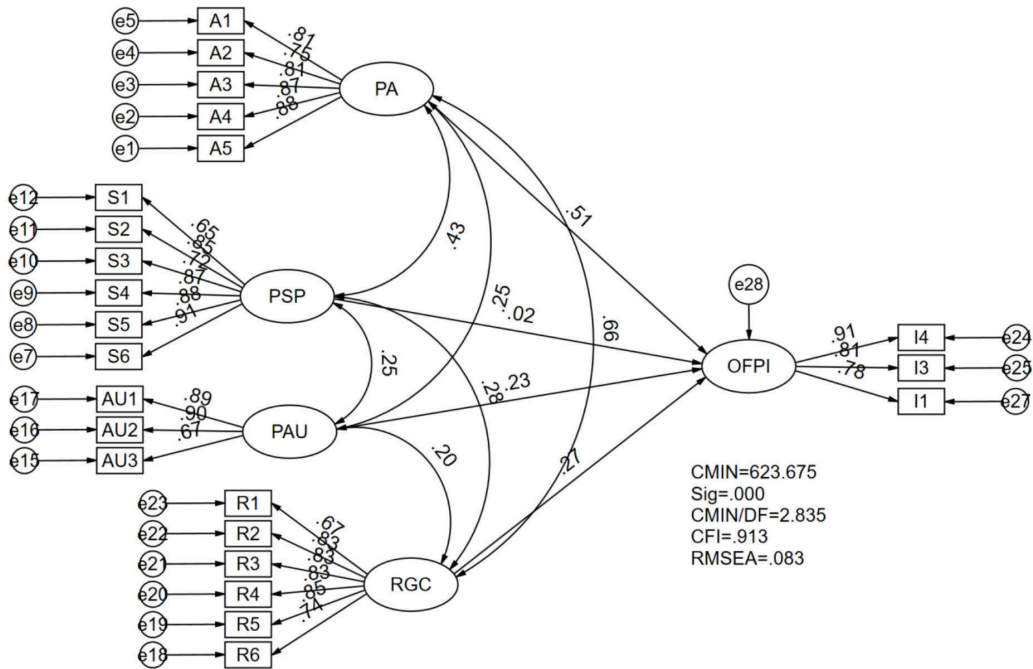 e5 A1 .81
e4 A2 .75
e3 A3 .81
e2 A4 .87
e1 A5 .88
PA
e12 S1 .65
e11 S2 .85
e10 S3 .75
e9 S4 .87
e8 S5 .88
e7 S6 .91
PSP
e17 AU1 .89
e16 AU2 .90
e15 AU3 .67
PAU
e23 R1 .67
e22 R2 .83
e21 R3 .83
e20 R4 .83
e19 R5 .85
e18 R6 .74
RGC
.43
.25
.66
.25
.28
.20
.51
-.02
.23
.27
e28
OFPI
.91 I4 e24
.81 I3 e25
.78 I1 e27
CMIN=623.675
Sig=.000
CMIN/DF=2.835
CFI=.913
RMSEA=.083